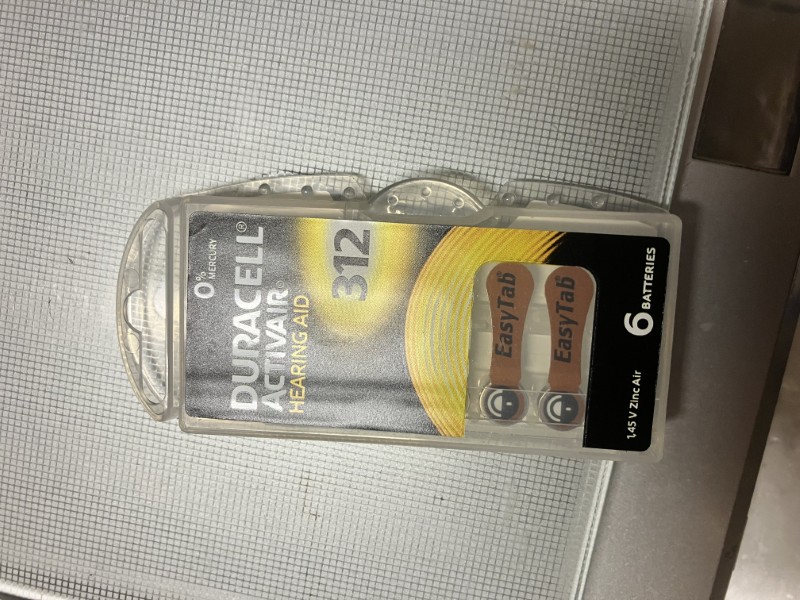 0% MERCURY
DURACELL®
ACTIVAIR®
HEARING AID
312
EasyTab®
EasyTab®
1,45 V Zinc Air
6 BATTERIES